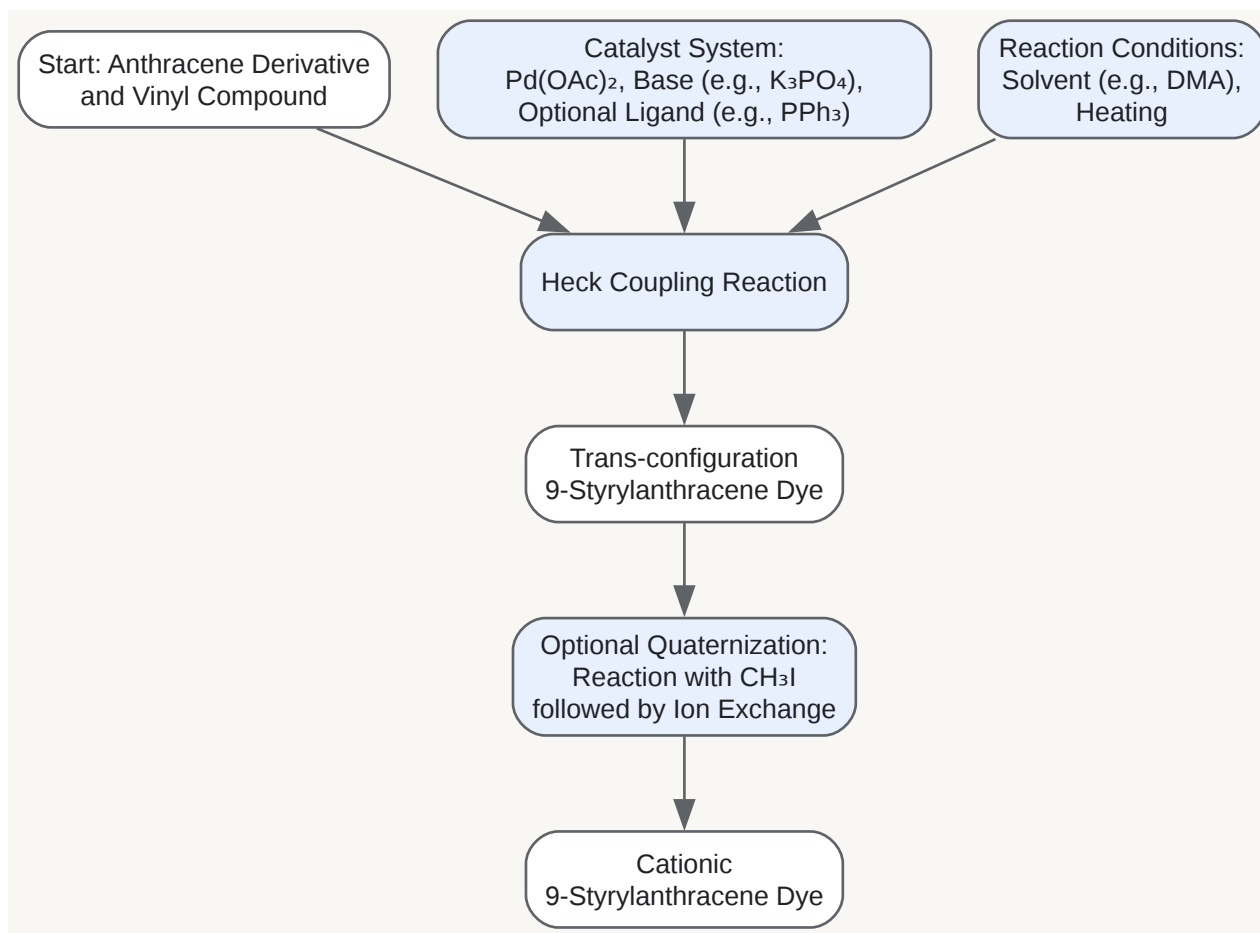 Start: Anthracene Derivative
and Vinyl Compound
Catalyst System:
Pd(OAc)₂, Base (e.g., K₃PO₄),
Optional Ligand (e.g., PPh₃)
Reaction Conditions:
Solvent (e.g., DMA),
Heating
Heck Coupling Reaction
Trans-configuration
9-Styrylanthracene Dye
Optional Quaternization:
Reaction with CH₃I
followed by Ion Exchange
Cationic
9-Styrylanthracene Dye